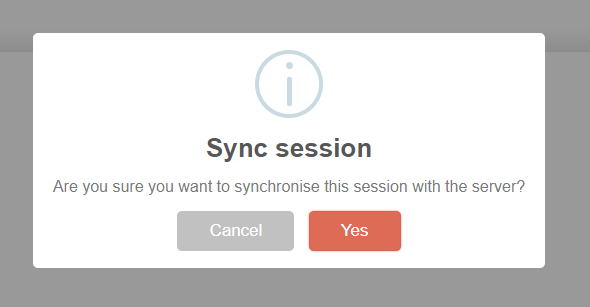 Sync session
Are you sure you want to synchronise this session with the server?
Cancel Yes